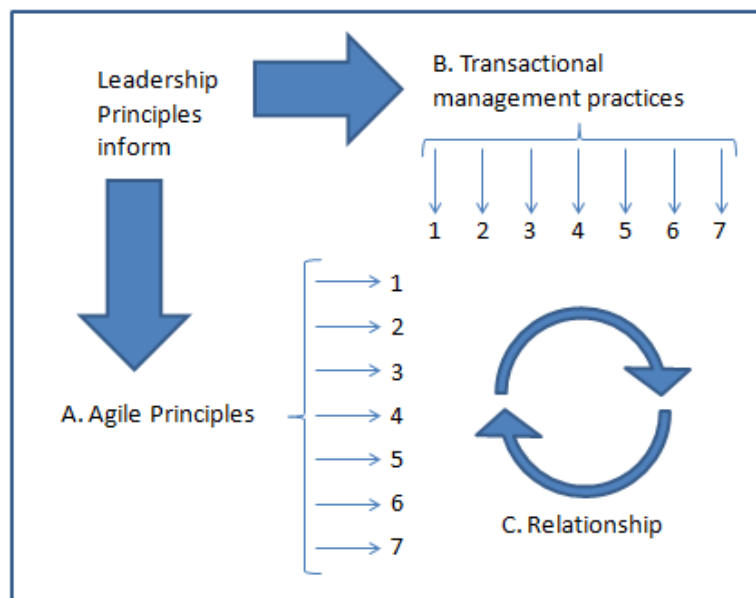 Leadership
Principles
inform
B. Transactional
management practices
1 2 3 4 5 6 7
1
2
3
A. Agile Principles
4
5
6
7
C. Relationship